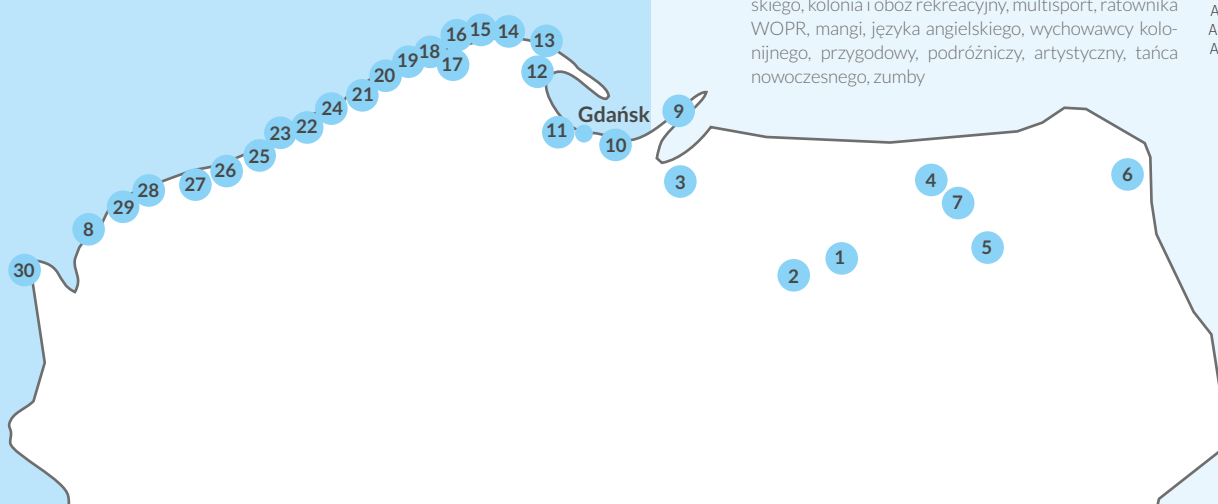 skiego, kolonia i obóz rekreacyjny, multisport, ratownika
WOPR, mangi, języka angielskiego, wychowawcy kolo-
nijnego, przygodowy, podróżniczy, artystyczny, tańca
nowoczesnego, zumby
A
A
A
16 15 14 13
19 18 17
20 12
21
24 Gdańsk 9
23 22 11
10
25
26
27
28
29
3 4 6
7
8
5
1
30
2